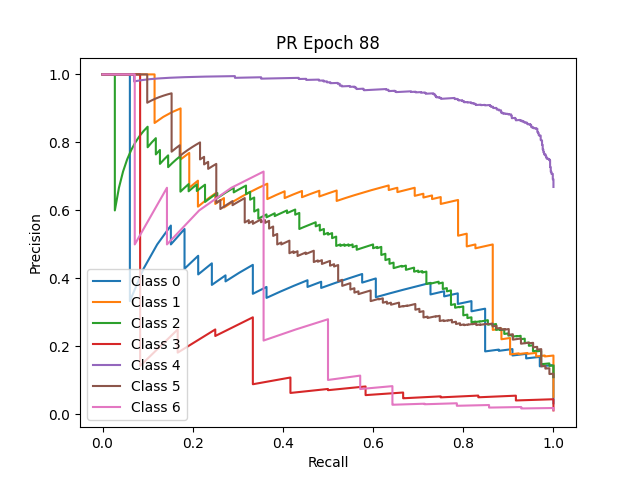 PR Epoch 88
Precision
1.0
0.8
0.6
0.4
0.2
0.0
Class 0
Class 1
Class 2
Class 3
Class 4
Class 5
Class 6
0.0 0.2 0.4 0.6 0.8 1.0
Recall